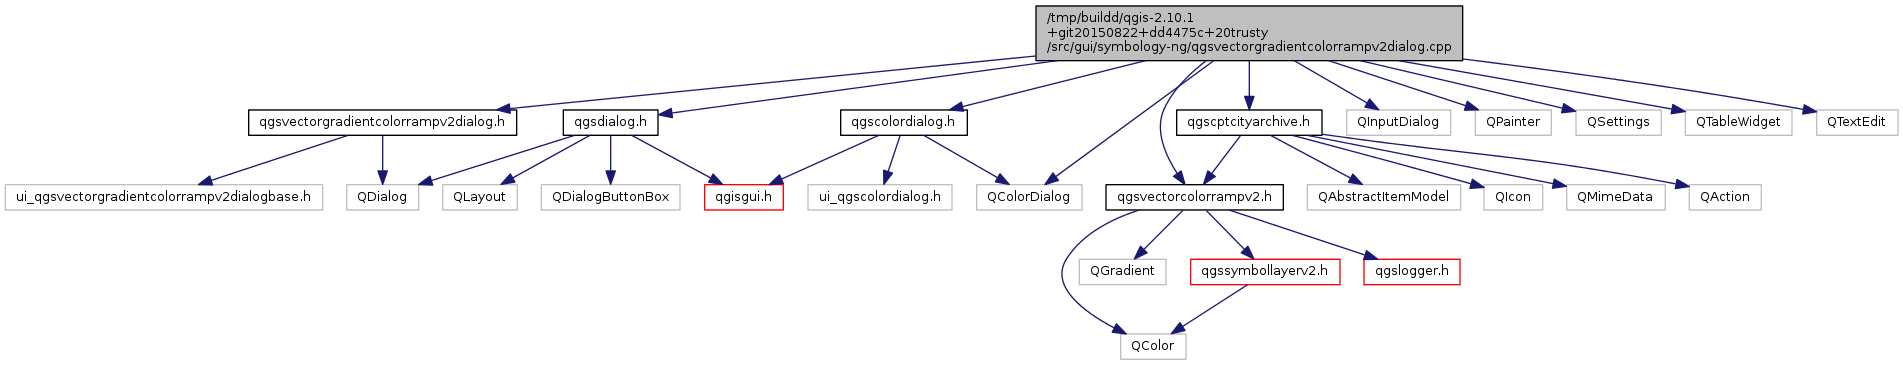 /tmp/buildd/qgis-2.10.1
+git20150822+dd4475c+20trusty
/src/gui/symbology-ng/qgsvectorgradientcolorrampv2dialog.cpp
qgsvectorgradientcolorrampv2dialog.h
qgsdialog.h
qgscolordialog.h
qgscptcityarchive.h
QInputDialog
QPainter
QSettings
QTableWidget
QTextEdit
ui_qgsvectorgradientcolorrampv2dialogbase.h
QDialog
QLayout
QDialogButtonBox
qgisgui.h
ui_qgscolordialog.h
QColorDialog
qgsvectorcolorrampv2.h
QAbstractItemModel
QIcon
QMimeData
QAction
QGradient
qgssymbollayerv2.h
qgslogger.h
QColor